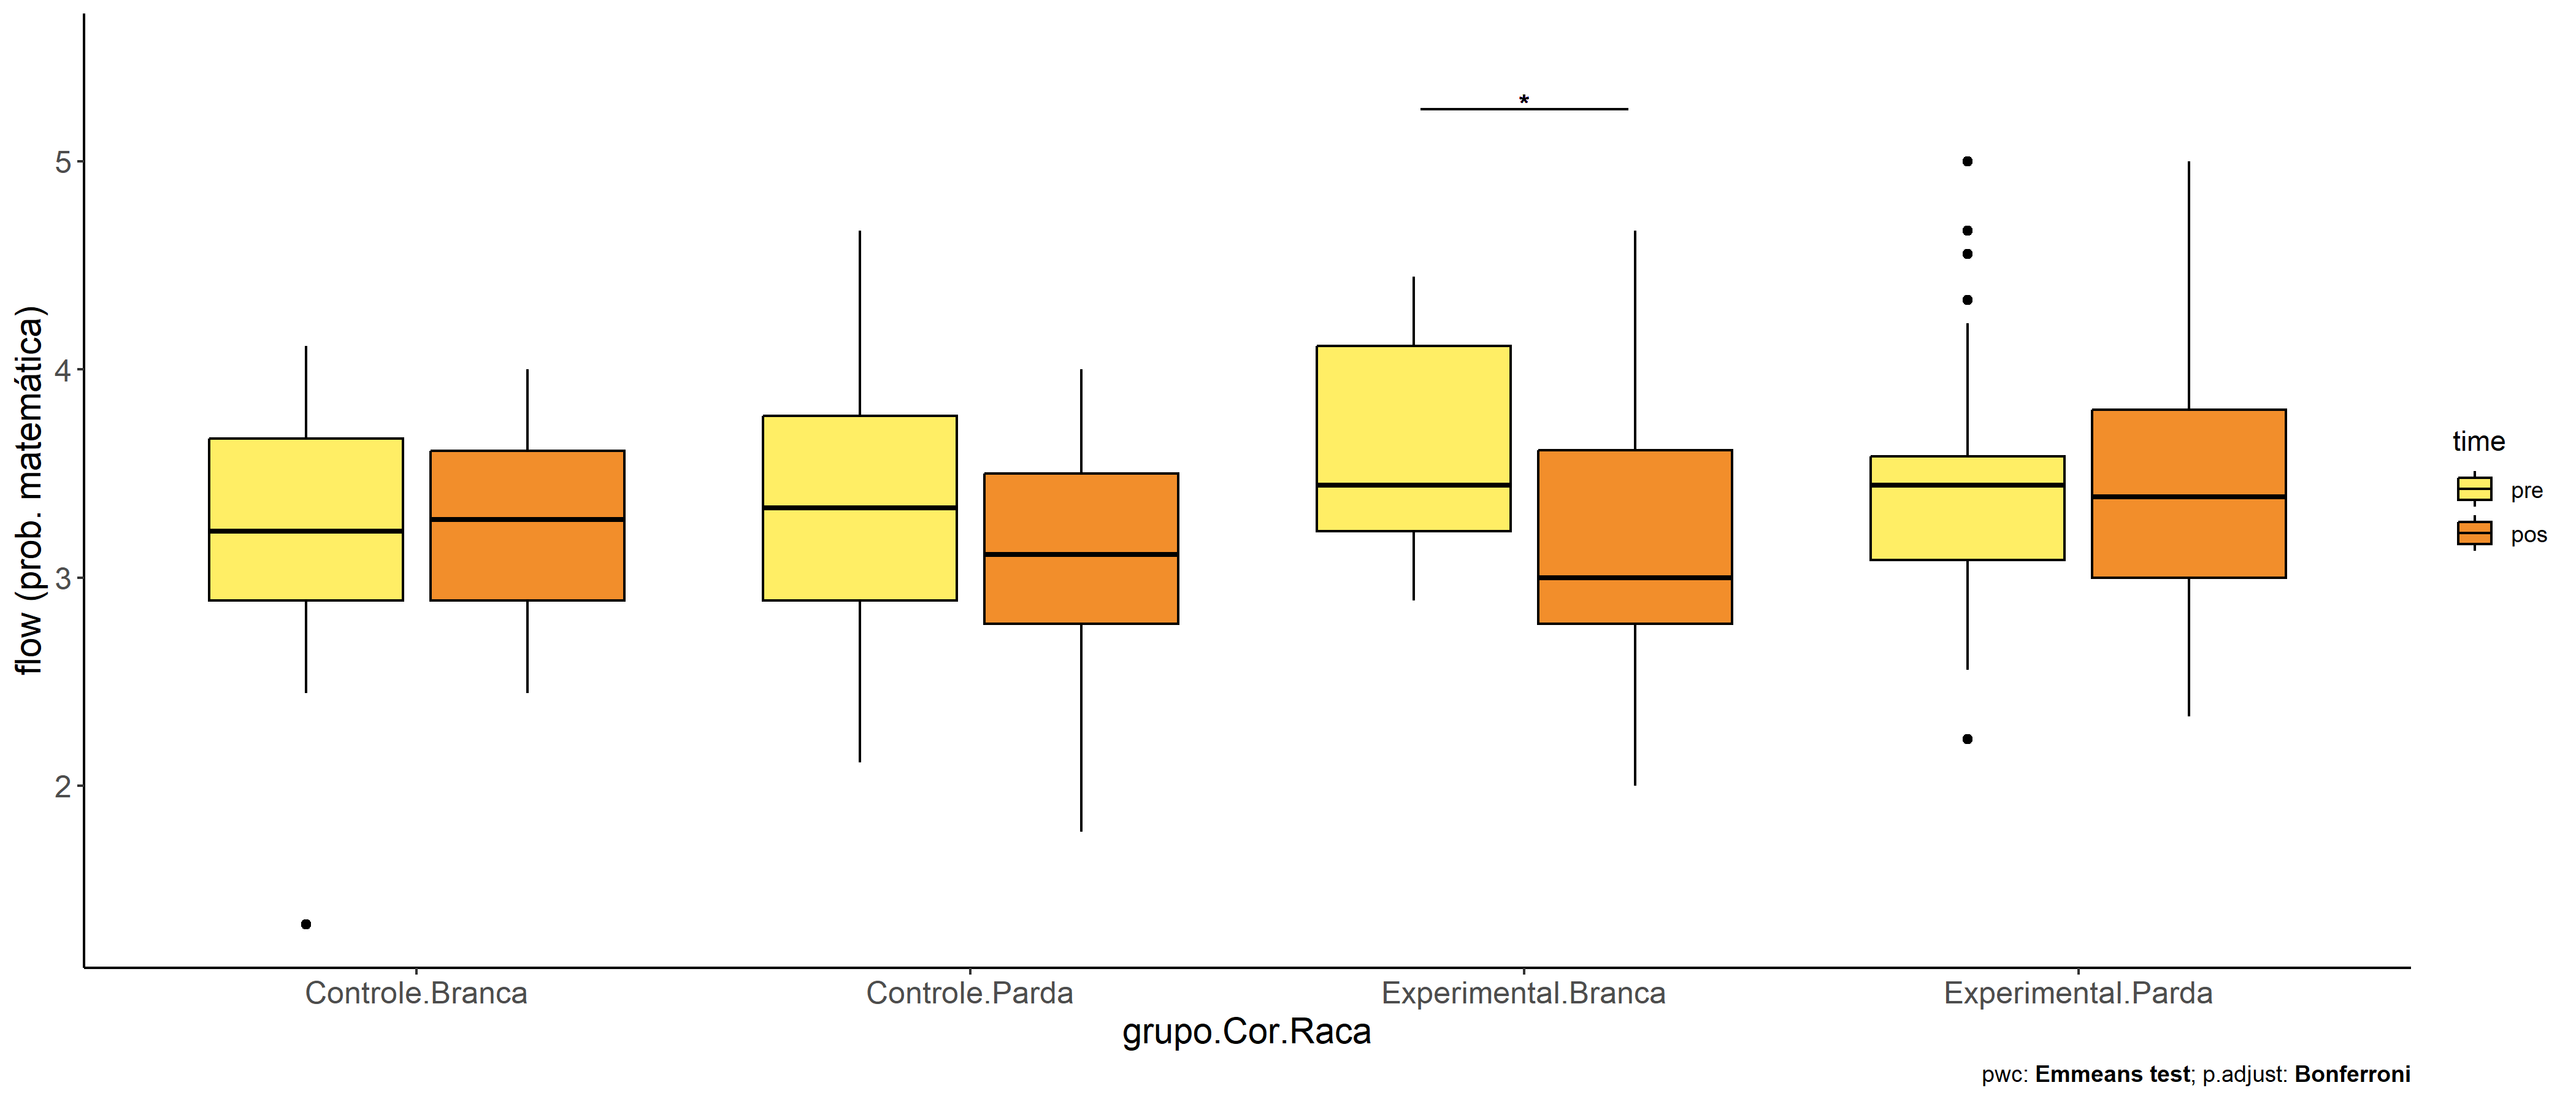 *
5
4
3
2
flow (prob. matemática)
Controle.Branca
Controle.Parda
Experimental.Branca
Experimental.Parda
grupo.Cor.Raca
time
pre
pos
pwc: Emmeans test; p.adjust: Bonferroni